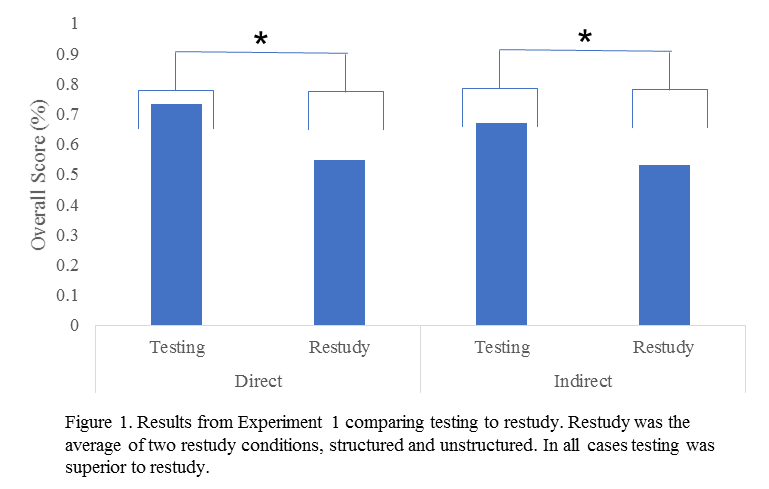 1
0.9
0.8
0.7
0.6
0.5
0.4
0.3
0.2
0.1
0
Overall Score (%)
*
*
Testing
Restudy
Testing
Restudy
Direct
Indirect
Figure 1. Results from Experiment 1 comparing testing to restudy. Restudy was the
average of two restudy conditions, structured and unstructured. In all cases testing was
superior to restudy.